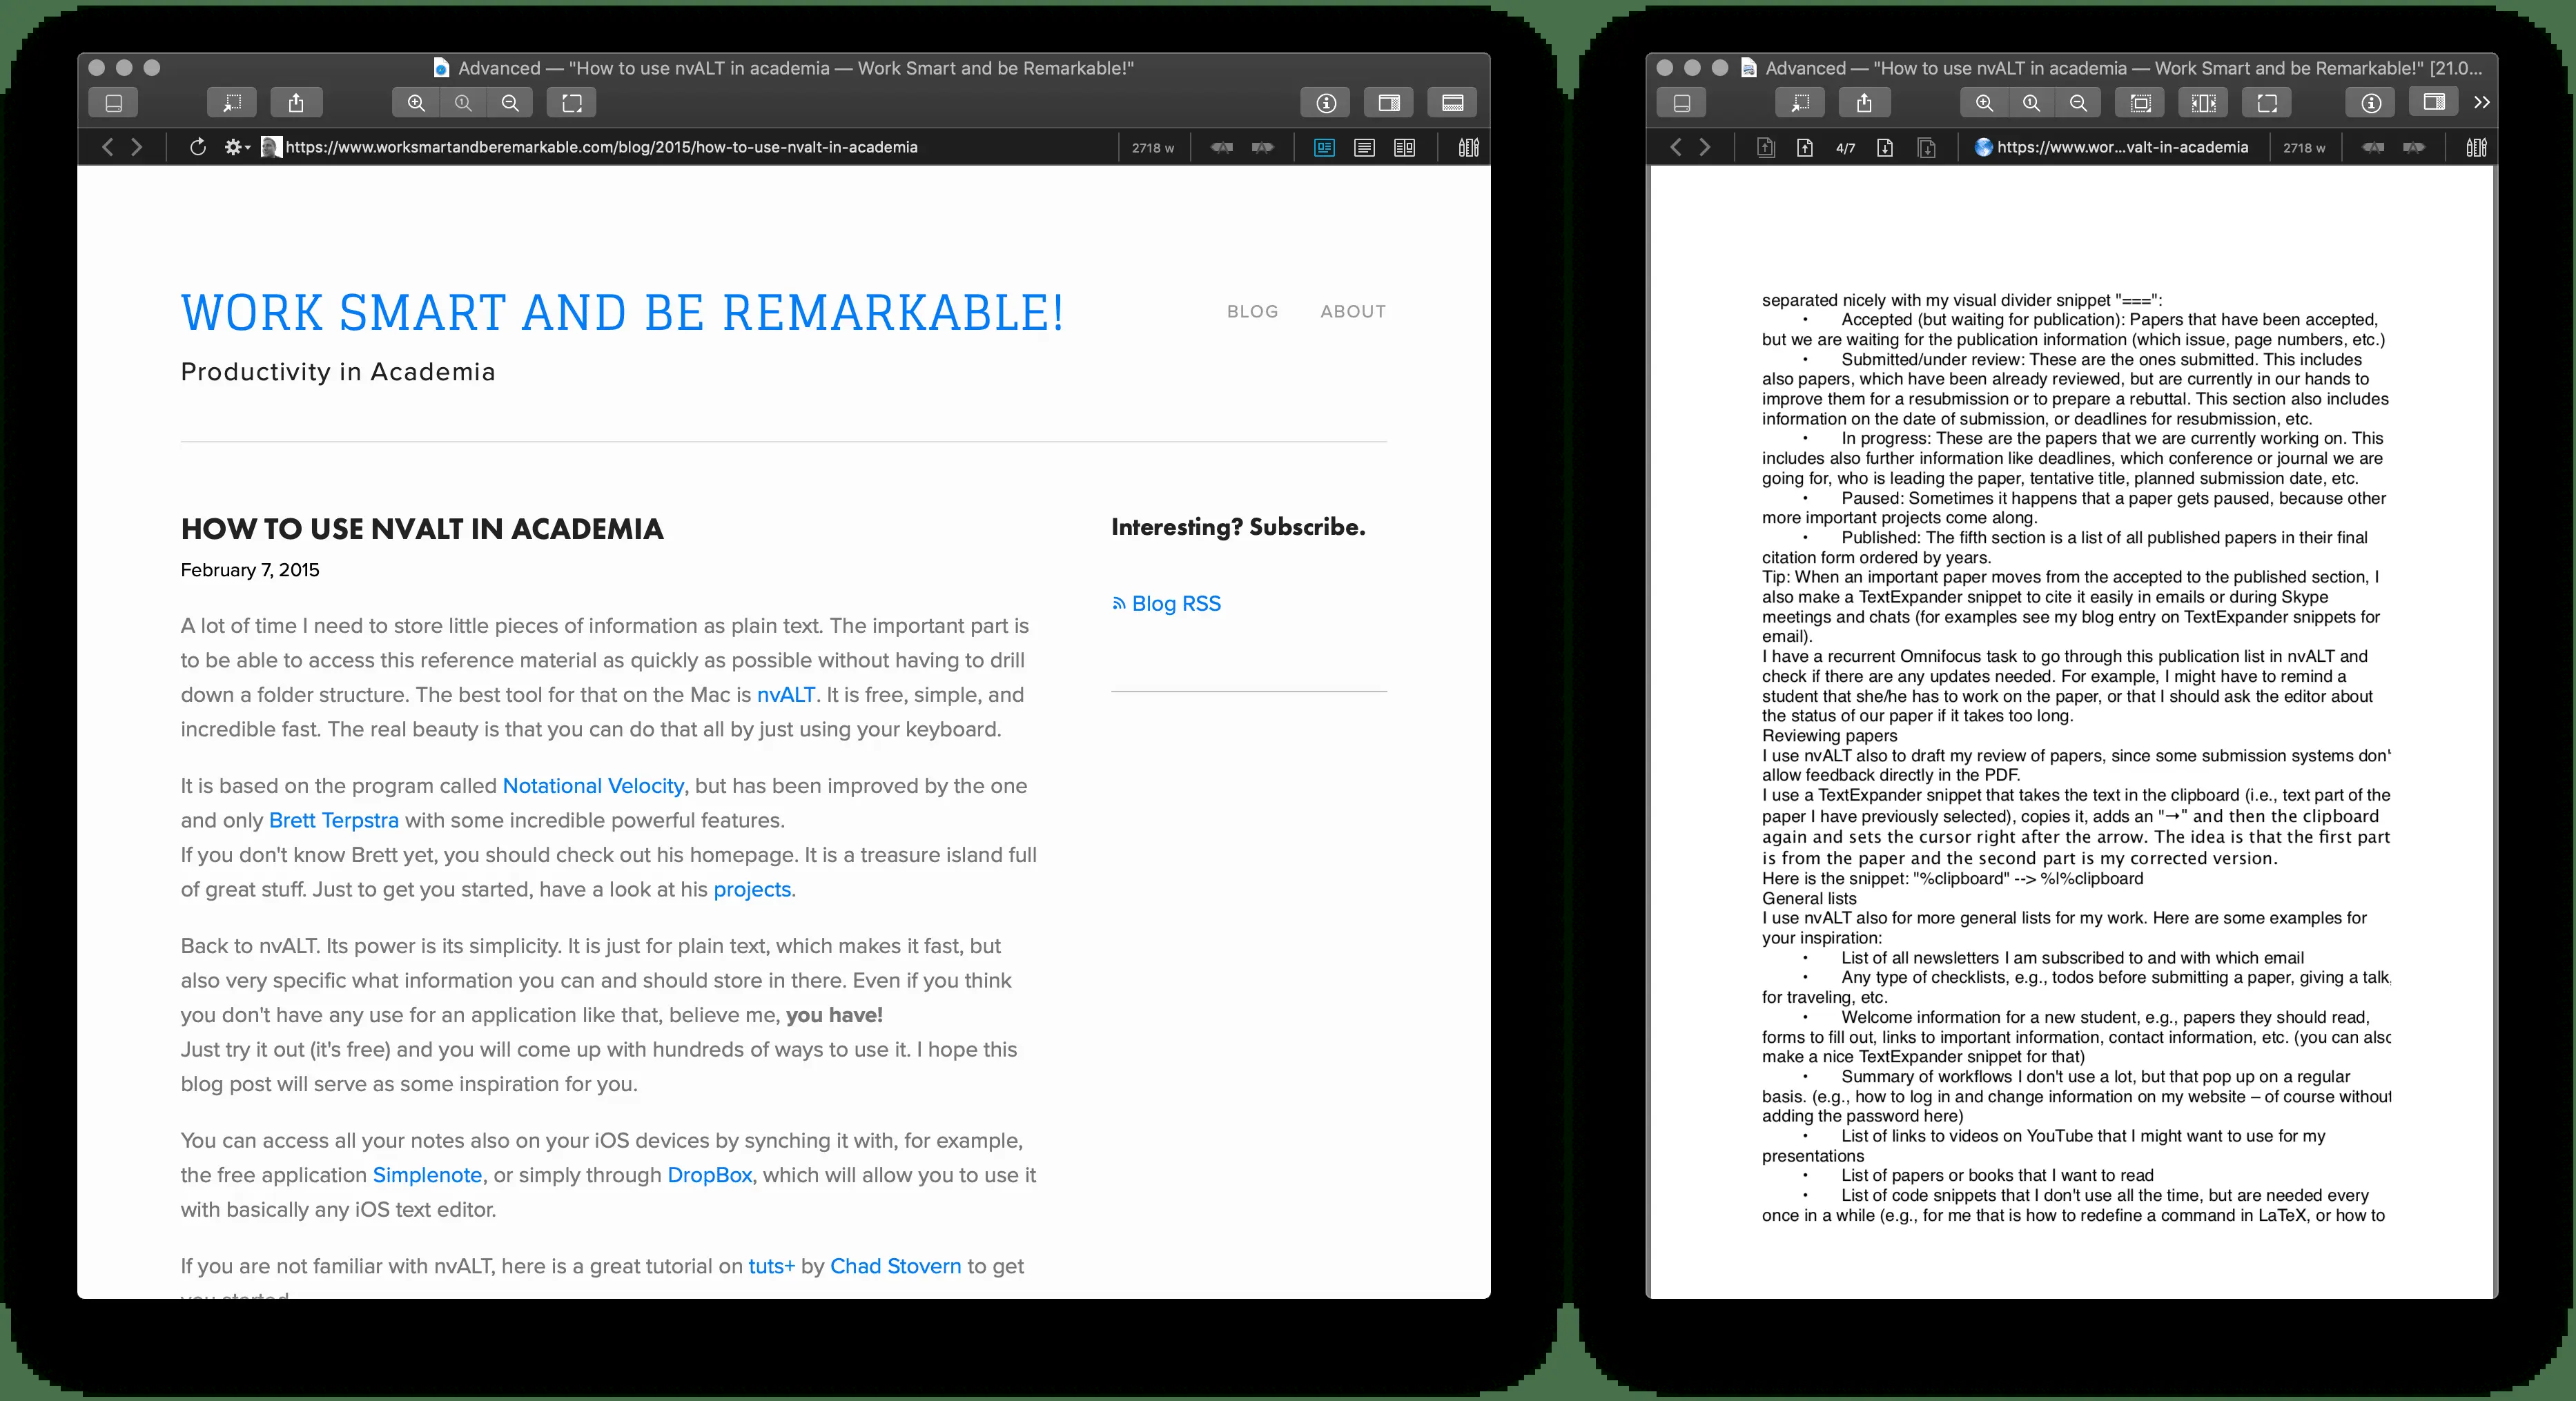 Advanced — "How to use nvALT in academia — Work Smart and be Remarkable!"
https://www.worksmartandberemarkable.com/blog/2015/how-to-use-nvalt-in-academia
2718 w
WORK SMART AND BE REMARKABLE!
BLOG
ABOUT
Productivity in Academia
HOW TO USE NVALT IN ACADEMIA
February 7, 2015
A lot of time I need to store little pieces of information as plain text. The important part is
to be able to access this reference material as quickly as possible without having to drill
down a folder structure. The best tool for that on the Mac is nvALT. It is free, simple, and
incredible fast. The real beauty is that you can do that all by just using your keyboard.
It is based on the program called Notational Velocity, but has been improved by the one
and only Brett Terpstra with some incredible powerful features.
If you don't know Brett yet, you should check out his homepage. It is a treasure island full
of great stuff. Just to get you started, have a look at his projects.
Back to nvALT. Its power is its simplicity. It is just for plain text, which makes it fast, but
also very specific what information you can and should store in there. Even if you think
you don't have any use for an application like that, believe me, you have!
Just try it out (it's free) and you will come up with hundreds of ways to use it. I hope this
blog post will serve as some inspiration for you.
You can access all your notes also on your iOS devices by synching it with, for example,
the free application Simplenote, or simply through DropBox, which will allow you to use it
with basically any iOS text editor.
If you are not familiar with nvALT, here is a great tutorial on tuts+ by Chad Stovern to get
you started.
Interesting? Subscribe.
Blog RSS
Advanced — "How to use nvALT in academia — Work Smart and be Remarkable!" [21.0...
4/7
https://www.wor...valt-in-academia
2718 w
separated nicely with my visual divider snippet "===":
• Accepted (but waiting for publication): Papers that have been accepted,
but we are waiting for the publication information (which issue, page numbers, etc.)
• Submitted/under review: These are the ones submitted. This includes
also papers, which have been already reviewed, but are currently in our hands to
improve them for a resubmission or to prepare a rebuttal. This section also includes
information on the date of submission, or deadlines for resubmission, etc.
• In progress: These are the papers that we are currently working on. This
includes also further information like deadlines, which conference or journal we are
going for, who is leading the paper, tentative title, planned submission date, etc.
• Paused: Sometimes it happens that a paper gets paused, because other
more important projects come along.
• Published: The fifth section is a list of all published papers in their final
citation form ordered by years.
Tip: When an important paper moves from the accepted to the published section, I
also make a TextExpander snippet to cite it easily in emails or during Skype
meetings and chats (for examples see my blog entry on TextExpander snippets for
email).
I have a recurrent Omnifocus task to go through this publication list in nvALT and
check if there are any updates needed. For example, I might have to remind a
student that she/he has to work on the paper, or that I should ask the editor about
the status of our paper if it takes too long.
Reviewing papers
I use nvALT also to draft my review of papers, since some submission systems don't
allow feedback directly in the PDF.
I use a TextExpander snippet that takes the text in the clipboard (i.e., text part of the
paper I have previously selected), copies it, adds an "→" and then the clipboard
again and sets the cursor right after the arrow. The idea is that the first part
is from the paper and the second part is my corrected version.
Here is the snippet: "%clipboard" --> %|%clipboard
General lists
I use nvALT also for more general lists for my work. Here are some examples for
your inspiration:
• List of all newsletters I am subscribed to and with which email
• Any type of checklists, e.g., todos before submitting a paper, giving a talk,
for traveling, etc.
• Welcome information for a new student, e.g., papers they should read,
forms to fill out, links to important information, contact information, etc. (you can also
make a nice TextExpander snippet for that)
• Summary of workflows I don't use a lot, but that pop up on a regular
basis. (e.g., how to log in and change information on my website – of course without
adding the password here)
• List of links to videos on YouTube that I might want to use for my
presentations
• List of papers or books that I want to read
• List of code snippets that I don't use all the time, but are needed every
once in a while (e.g., for me that is how to redefine a command in LaTeX, or how to